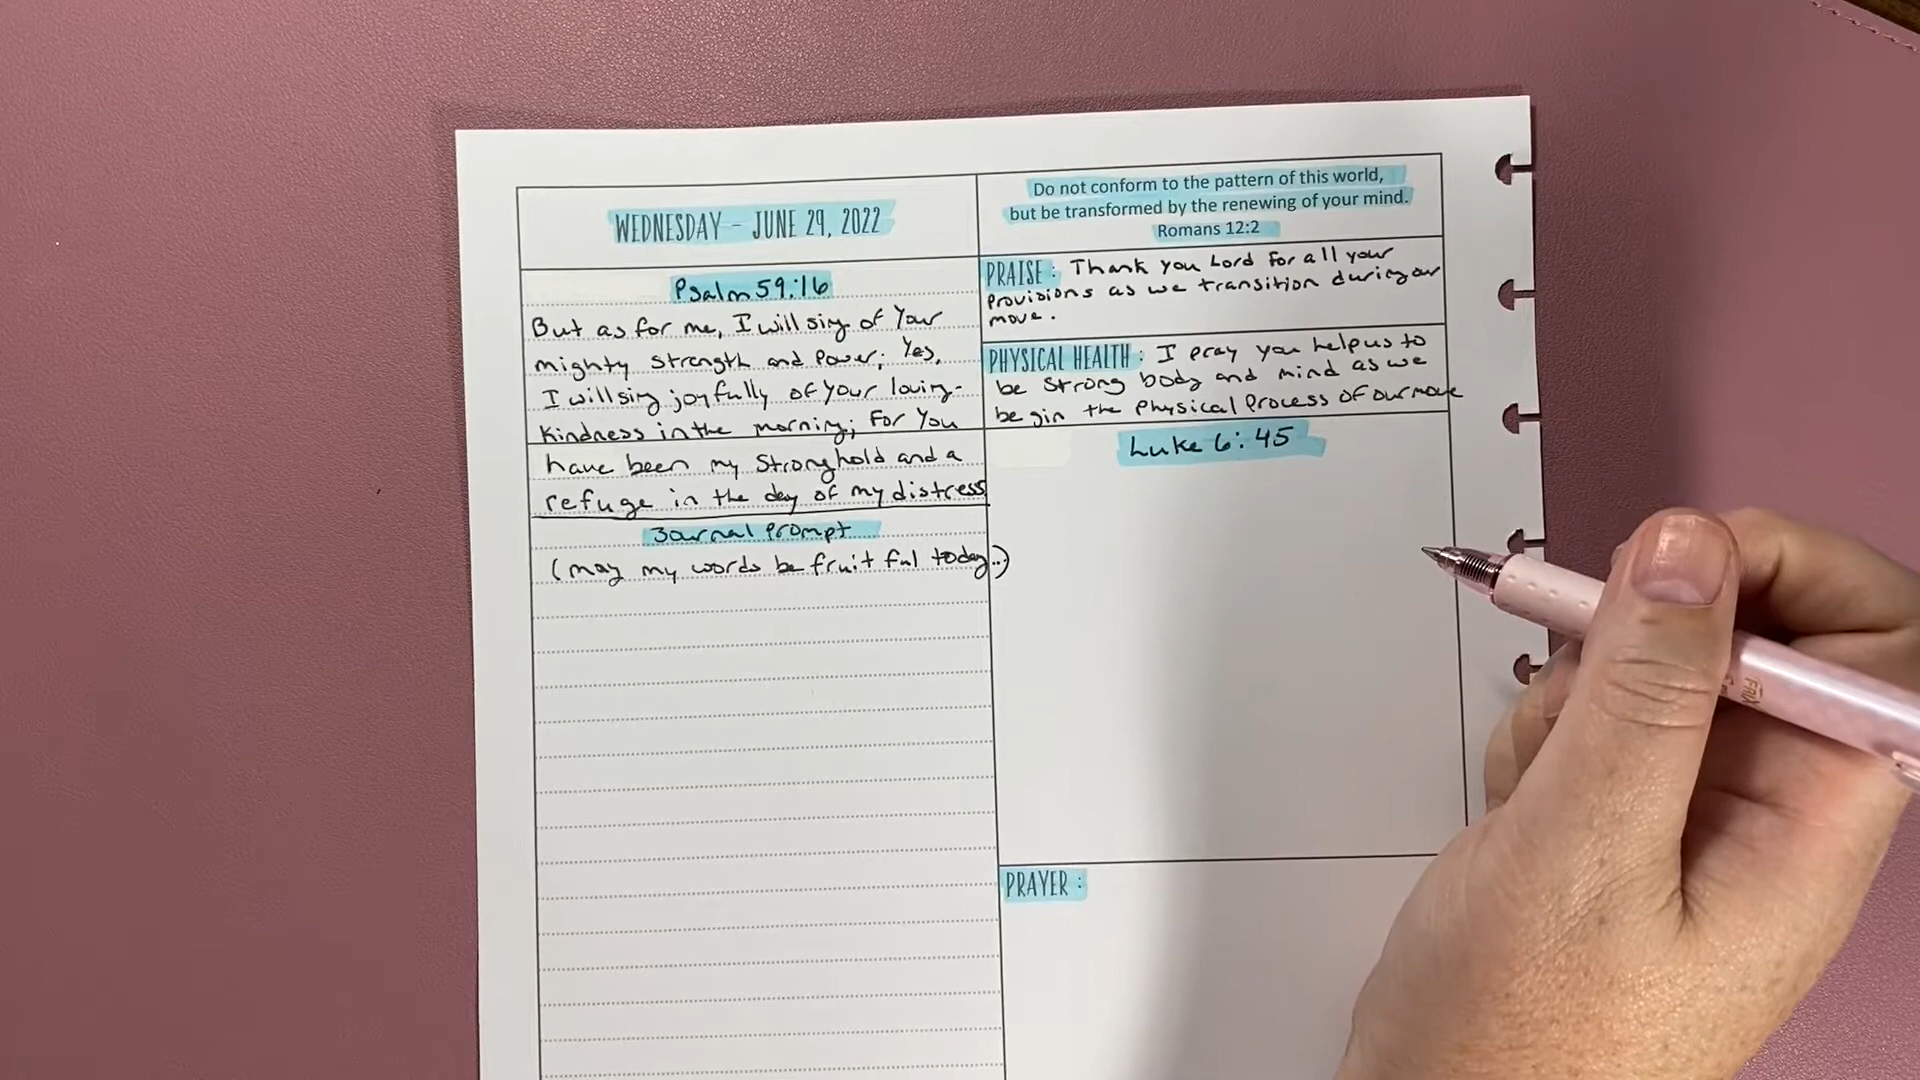 WEDNESDAY - JUNE 29, 2022
Psalm 59:16
But as for me, I will sing of Your
mighty strength and Power; Yes,
I will sing joyfully of Your loving-
Kindness in the morning; For You
have been my Stronghold and a
refuge in the day of my distress
Journal Prompt
(may my words be fruit ful today..)
Do not conform to the pattern of this world,
but be transformed by the renewing of your mind.
Romans 12:2
PRAISE: Thank you Lord for all your
provisions as we transition during our
move.
PHYSICAL HEALTH: I pray you help us to
be strong body and mind as we
begin the Physical Process of our move
Luke 6:45
PRAYER: